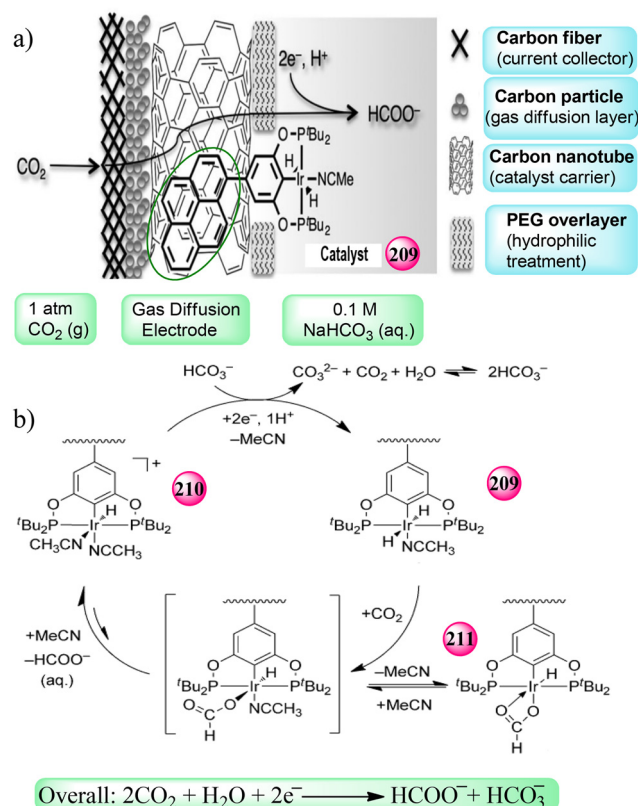 a)
2e⁻, H⁺
CO₂
HCOO⁻
O—PᵗBu₂
H
Ir—NCMe
H
O—PᵗBu₂
Catalyst 209
Carbon fiber
(current collector)
Carbon particle
(gas diffusion layer)
Carbon nanotube
(catalyst carrier)
PEG overlayer
(hydrophilic
treatment)
1 atm
CO₂ (g)
Gas Diffusion
Electrode
0.1 M
NaHCO₃ (aq.)
b)
HCO₃⁻
CO₃²⁻ + CO₂ + H₂O ⇌ 2HCO₃⁻
+2e⁻, 1H⁺
–MeCN
+
210
O H O
ᵗBu₂P Ir PᵗBu₂
CH₃CN NCCH₃
209
O H O
ᵗBu₂P Ir PᵗBu₂
H NCCH₃
+MeCN
–HCOO⁻
(aq.)
+CO₂
O H O
ᵗBu₂P Ir PᵗBu₂
O O NCCH₃
H
–MeCN
+MeCN
211
O H O
ᵗBu₂P Ir PᵗBu₂
O O
H
Overall: 2CO₂ + H₂O + 2e⁻ ⟶ HCOO⁻ + HCO₃⁻